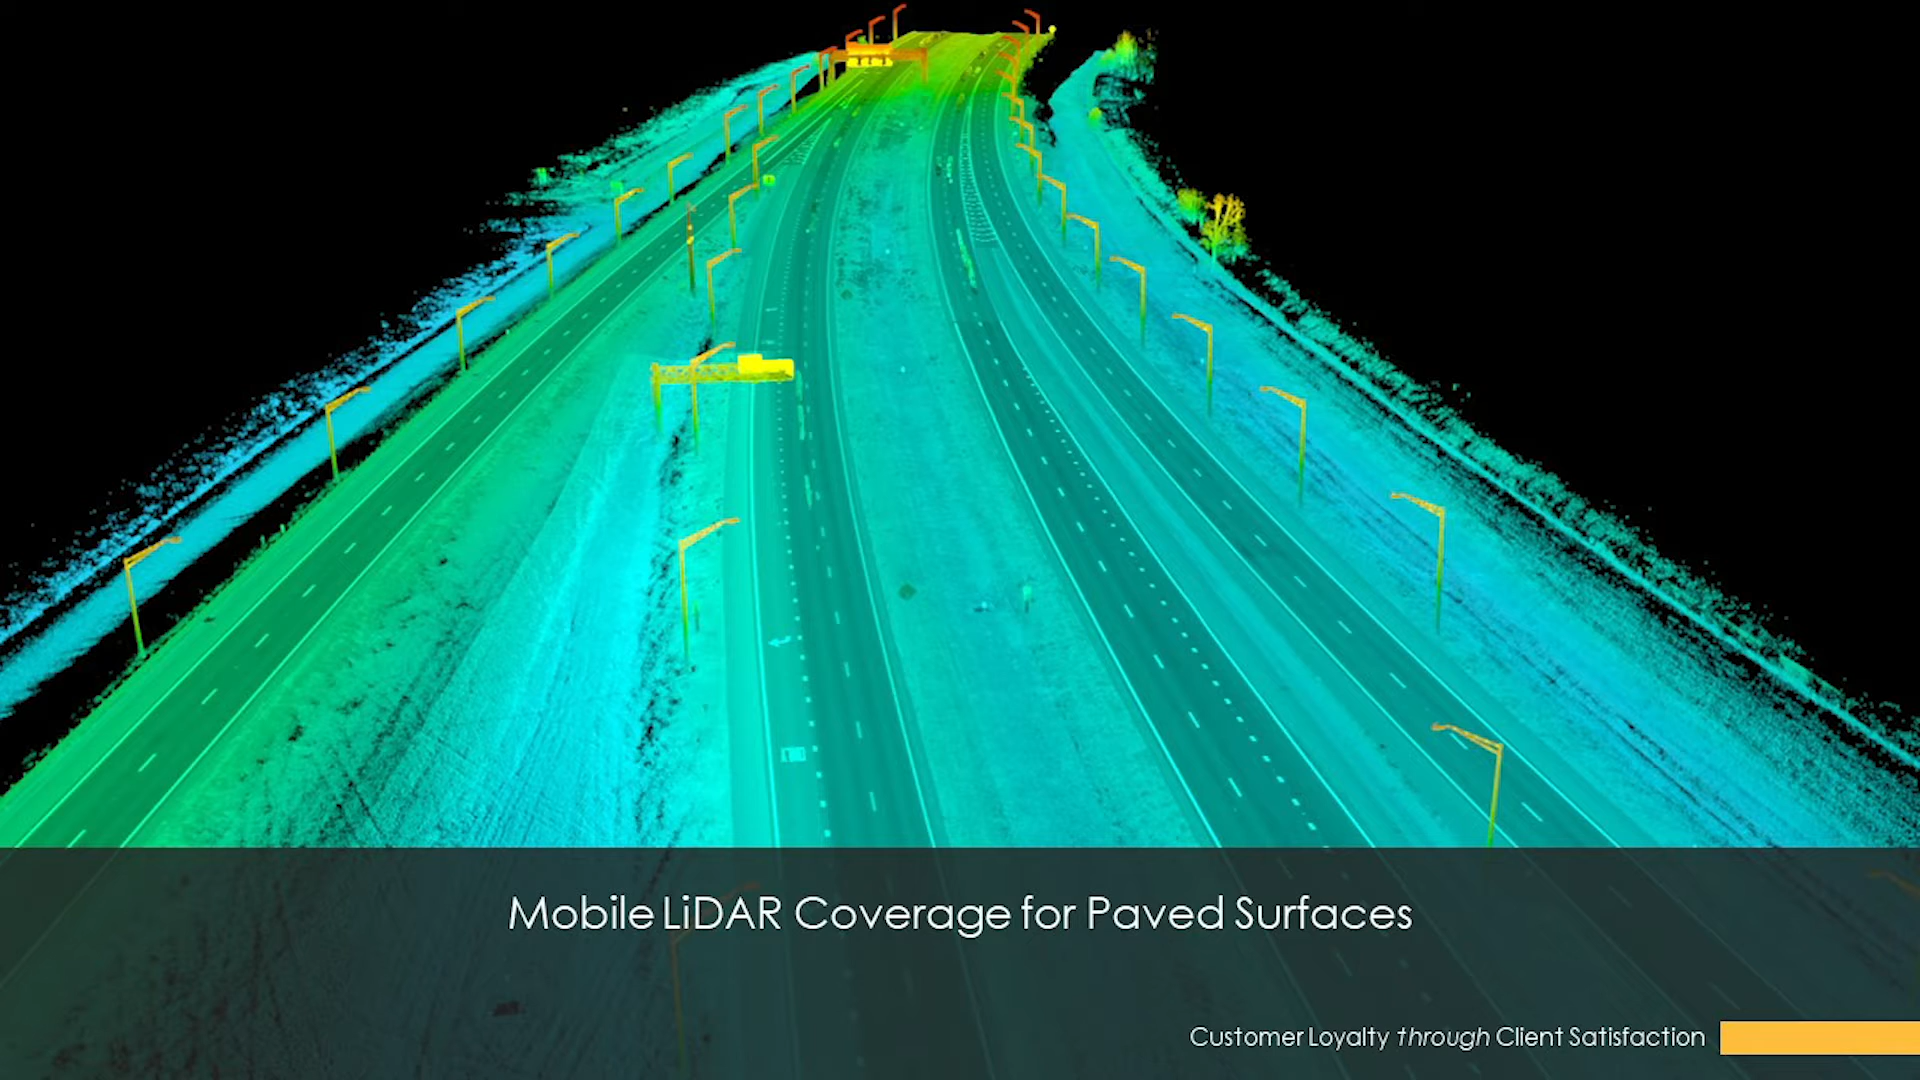 Mobile LiDAR Coverage for Paved Surfaces
Customer Loyalty through Client Satisfaction